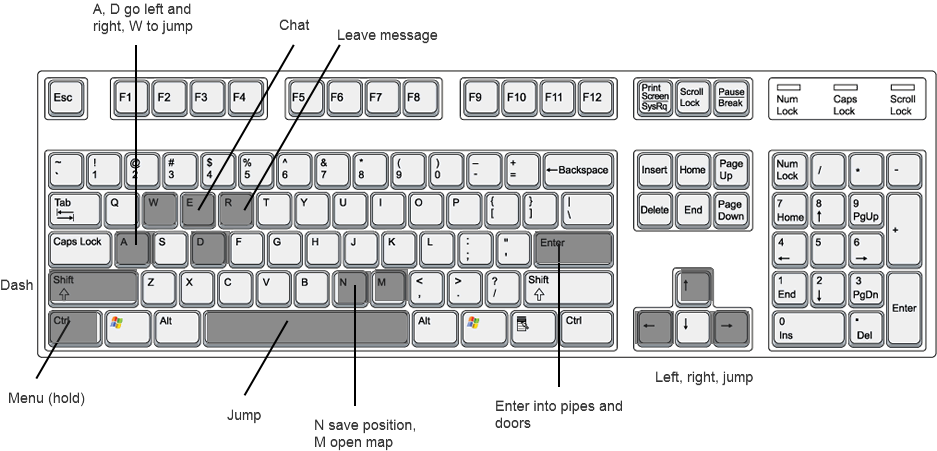 A, D go left and
right, W to jump
Chat
Leave message
Esc F1 F2 F3 F4 F5 F6 F7 F8 F9 F10 F11 F12
Print Screen SysRq
Scroll Lock
Pause Break
Num Lock
Caps Lock
Scroll Lock
~ `
! 1
@ 2
# 3
$ 4
% 5
^ 6
& 7
* 8
( 9
) 0
- -
+ =
←Backspace
Insert Home Page Up
Num Lock / * -
Tab Q W E R T Y U I O P { [ } ] | \
Delete End Page Down
7 Home
8 ↑
9 PgUp
+
Caps Lock A S D F G H J K L : ; " ' Enter
4 ←
5
6 →
Dash
Shift Z X C V B N M < , > . ? / Shift
↑
1 End
2 ↓
3 PgDn
Enter
Ctrl Alt Alt Ctrl
← ↓ →
0 Ins
. Del
Left, right, jump
Menu (hold)
Jump
N save position,
M open map
Enter into pipes and
doors